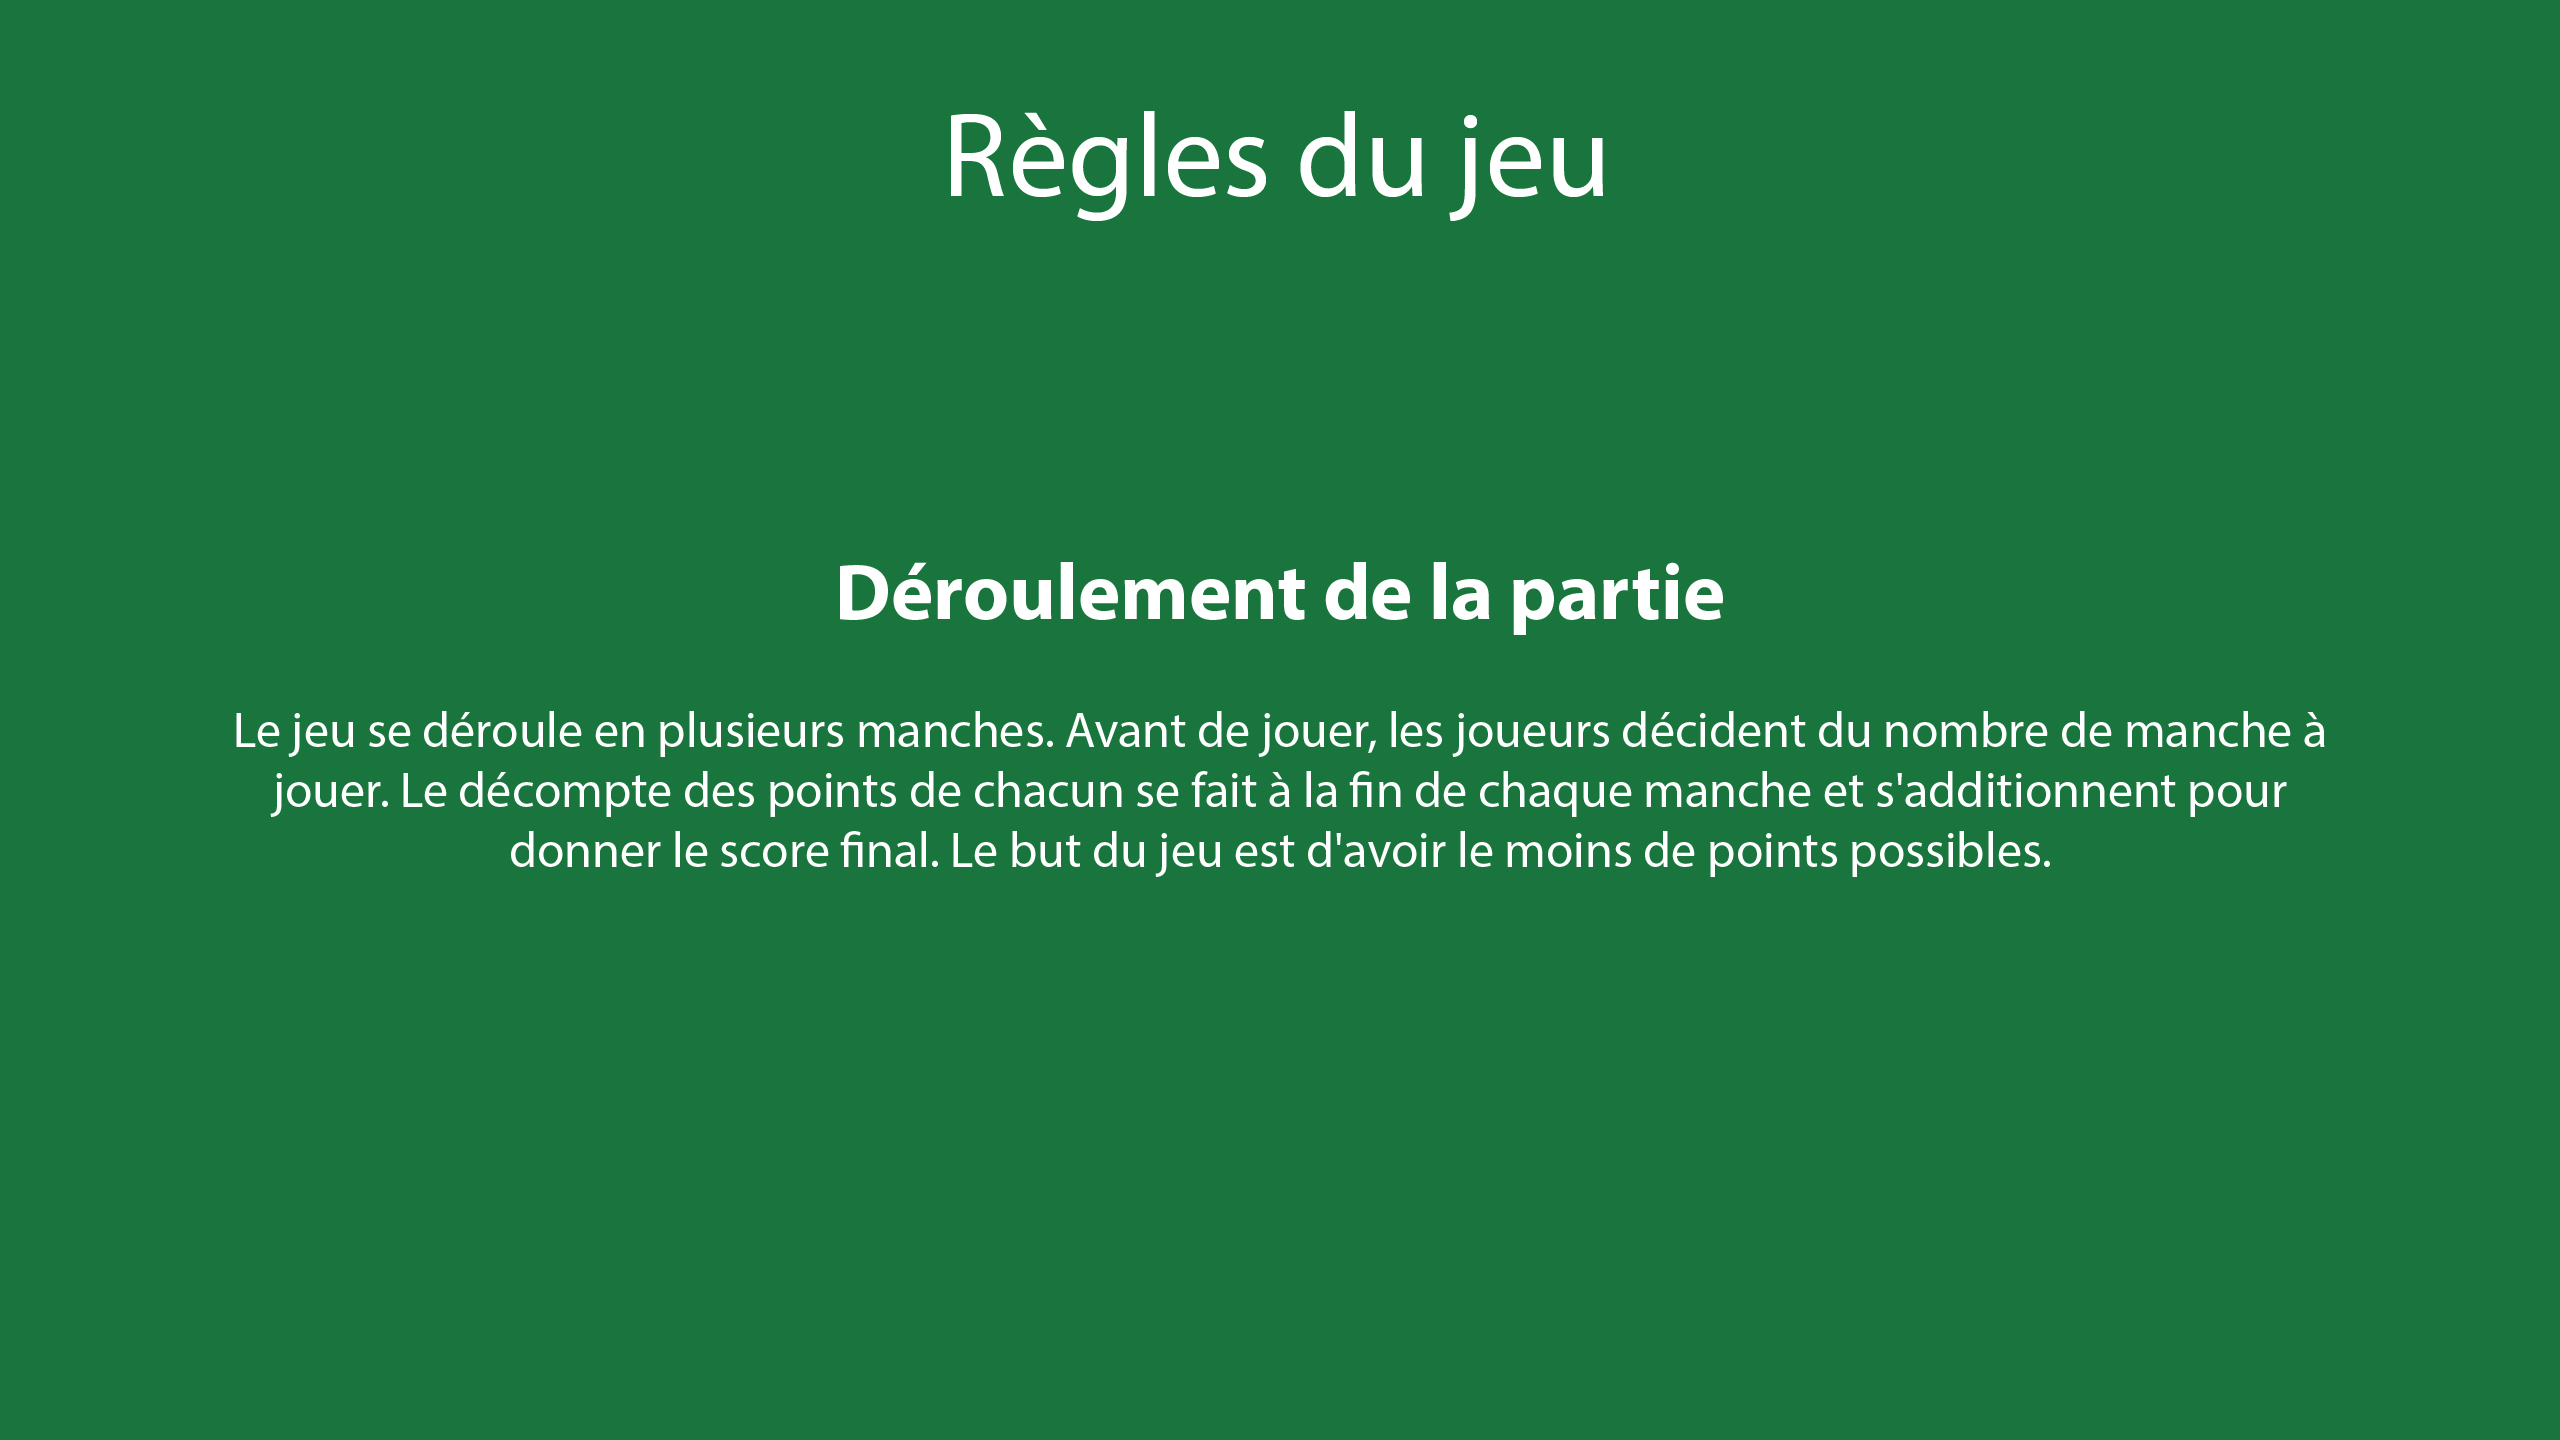 Règles du jeu
Déroulement de la partie
Le jeu se déroule en plusieurs manches. Avant de jouer, les joueurs décident du nombre de manche à
jouer. Le décompte des points de chacun se fait à la fin de chaque manche et s'additionnent pour
donner le score final. Le but du jeu est d'avoir le moins de points possibles.